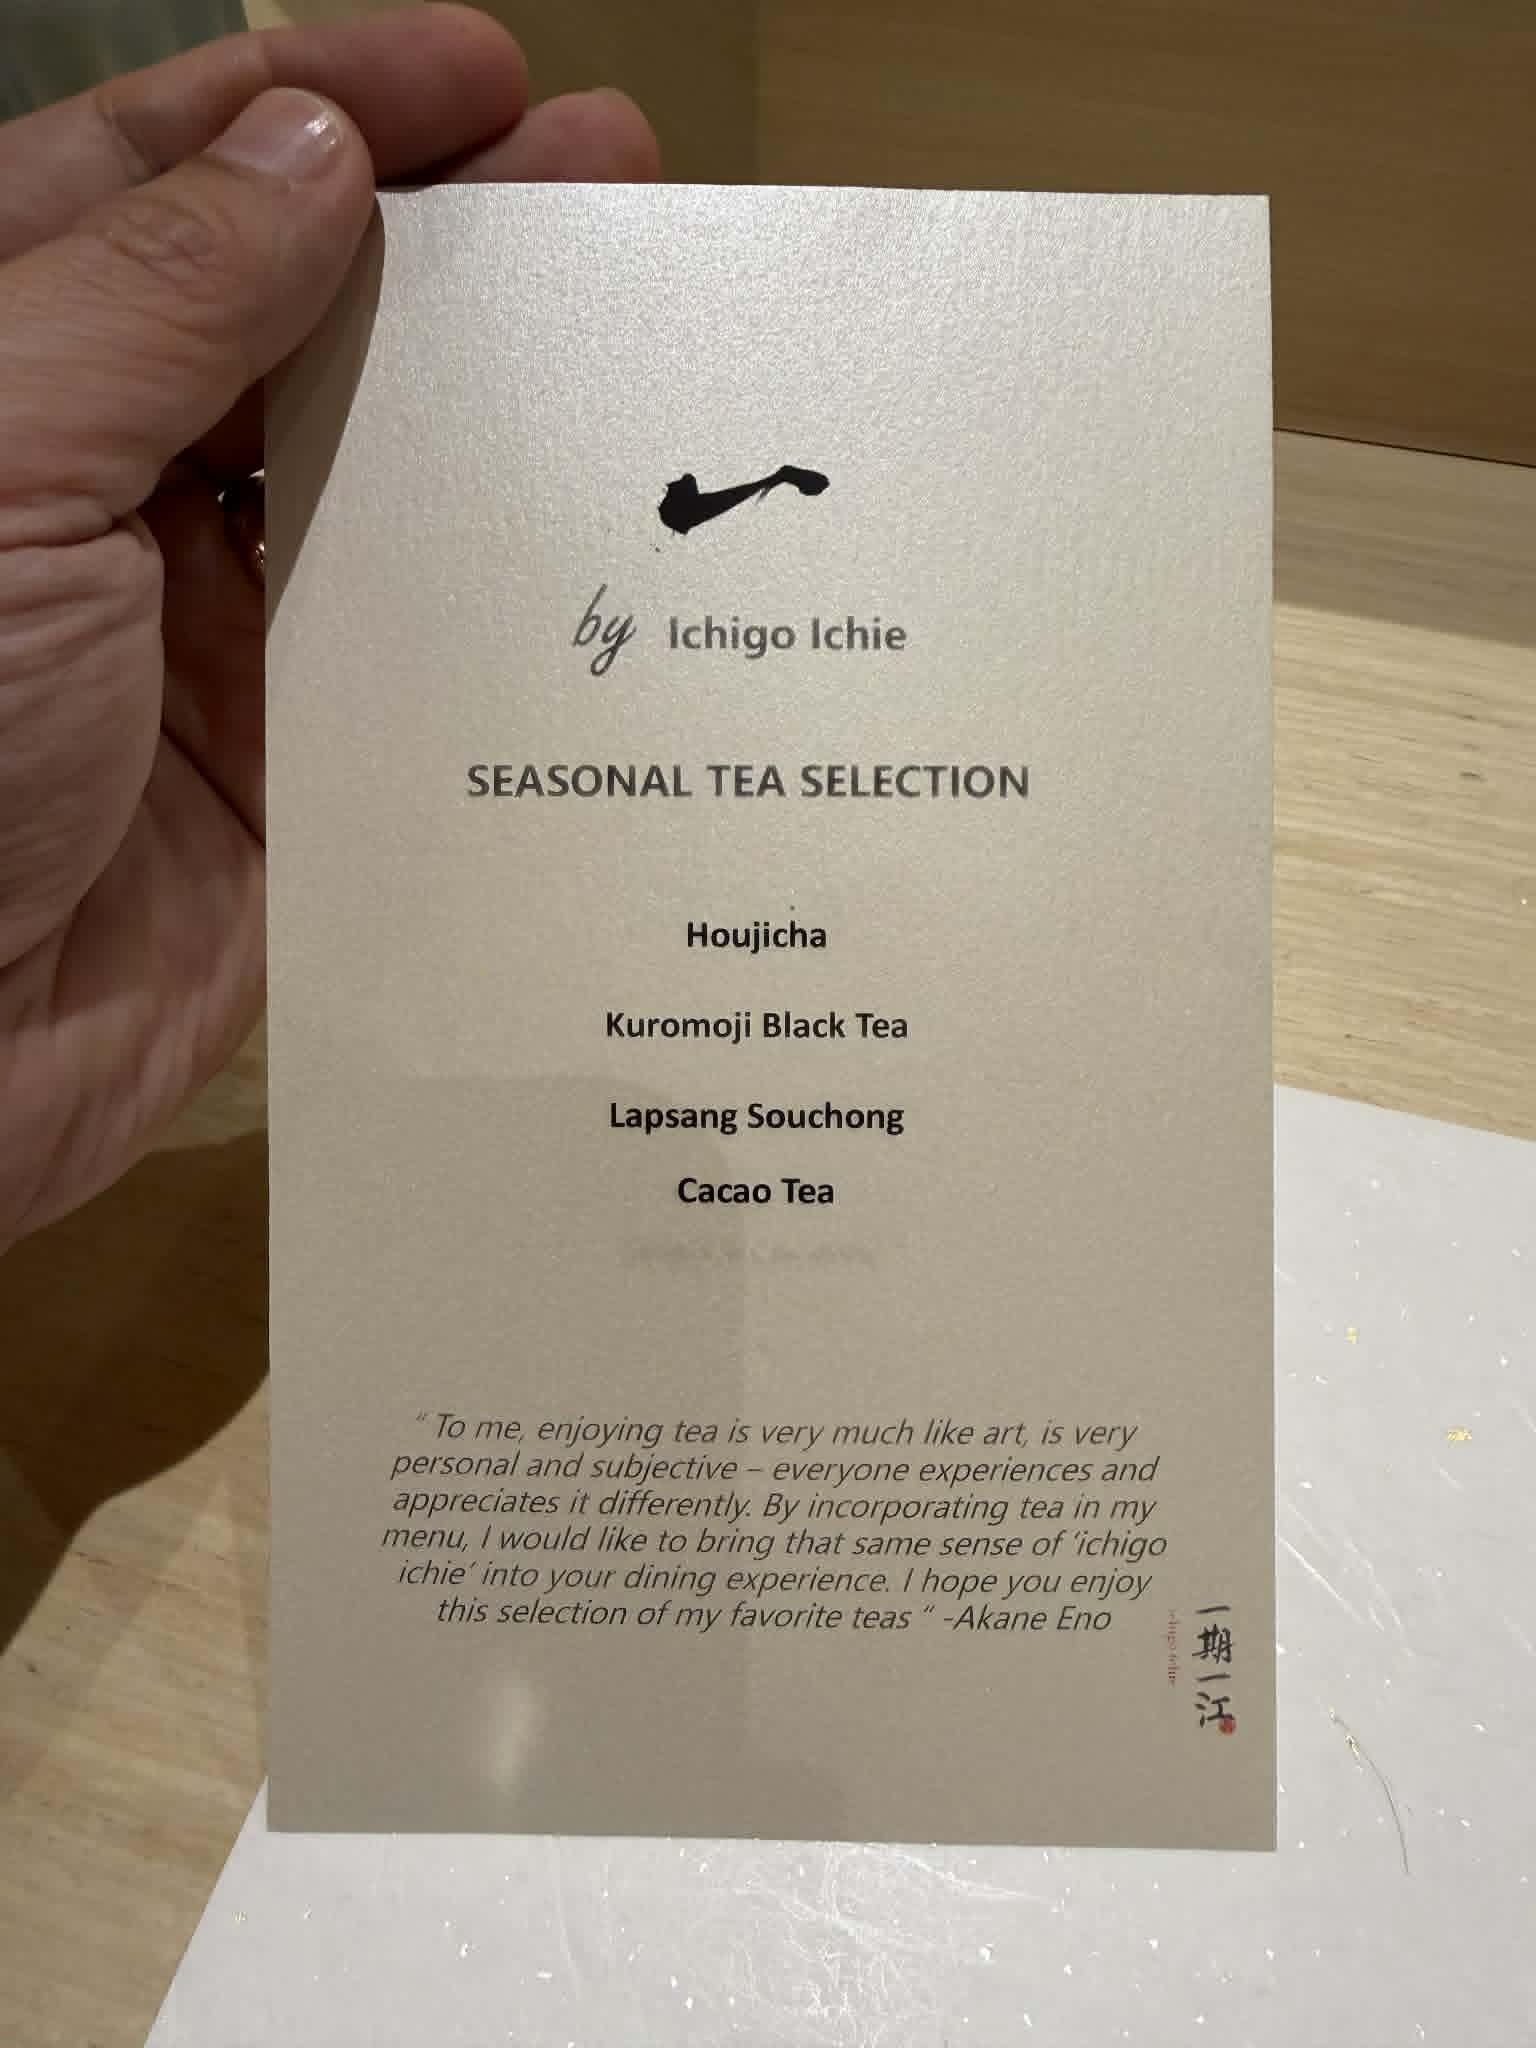 一
by Ichigo Ichie
SEASONAL TEA SELECTION
Houjicha
Kuromoji Black Tea
Lapsang Souchong
Cacao Tea
“ To me, enjoying tea is very much like art, is very
personal and subjective – everyone experiences and
appreciates it differently. By incorporating tea in my
menu, I would like to bring that same sense of ‘ichigo
ichie’ into your dining experience. I hope you enjoy
this selection of my favorite teas “ -Akane Eno
一期一江